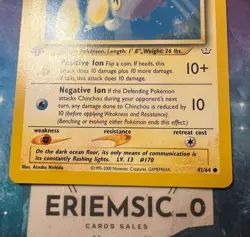 Pokémon, Length: 1' 8", Weight: 26 lbs.
Positive Ion Flip a coin. If heads, this
attack does 10 damage plus 10 more damage.
If tails, this attack does 10 damage.
10+
Negative Ion If the Defending Pokémon
attacks Chinchou during your opponent's next
turn, any damage done to Chinchou is reduced by
10 (before applying Weakness and Resistance).
(Benching or evolving either Pokémon ends this effect.)
10
weakness
resistance
retreat cost
On the dark ocean floor, its only means of communication is
its constantly flashing lights. LV. 13 #170
Illus. Atsuko Nishida
©1995-2000 Nintendo, Creatures, GAMEFREAK.
82/64 ●
ERIEMSIC_0
CARDS SALES